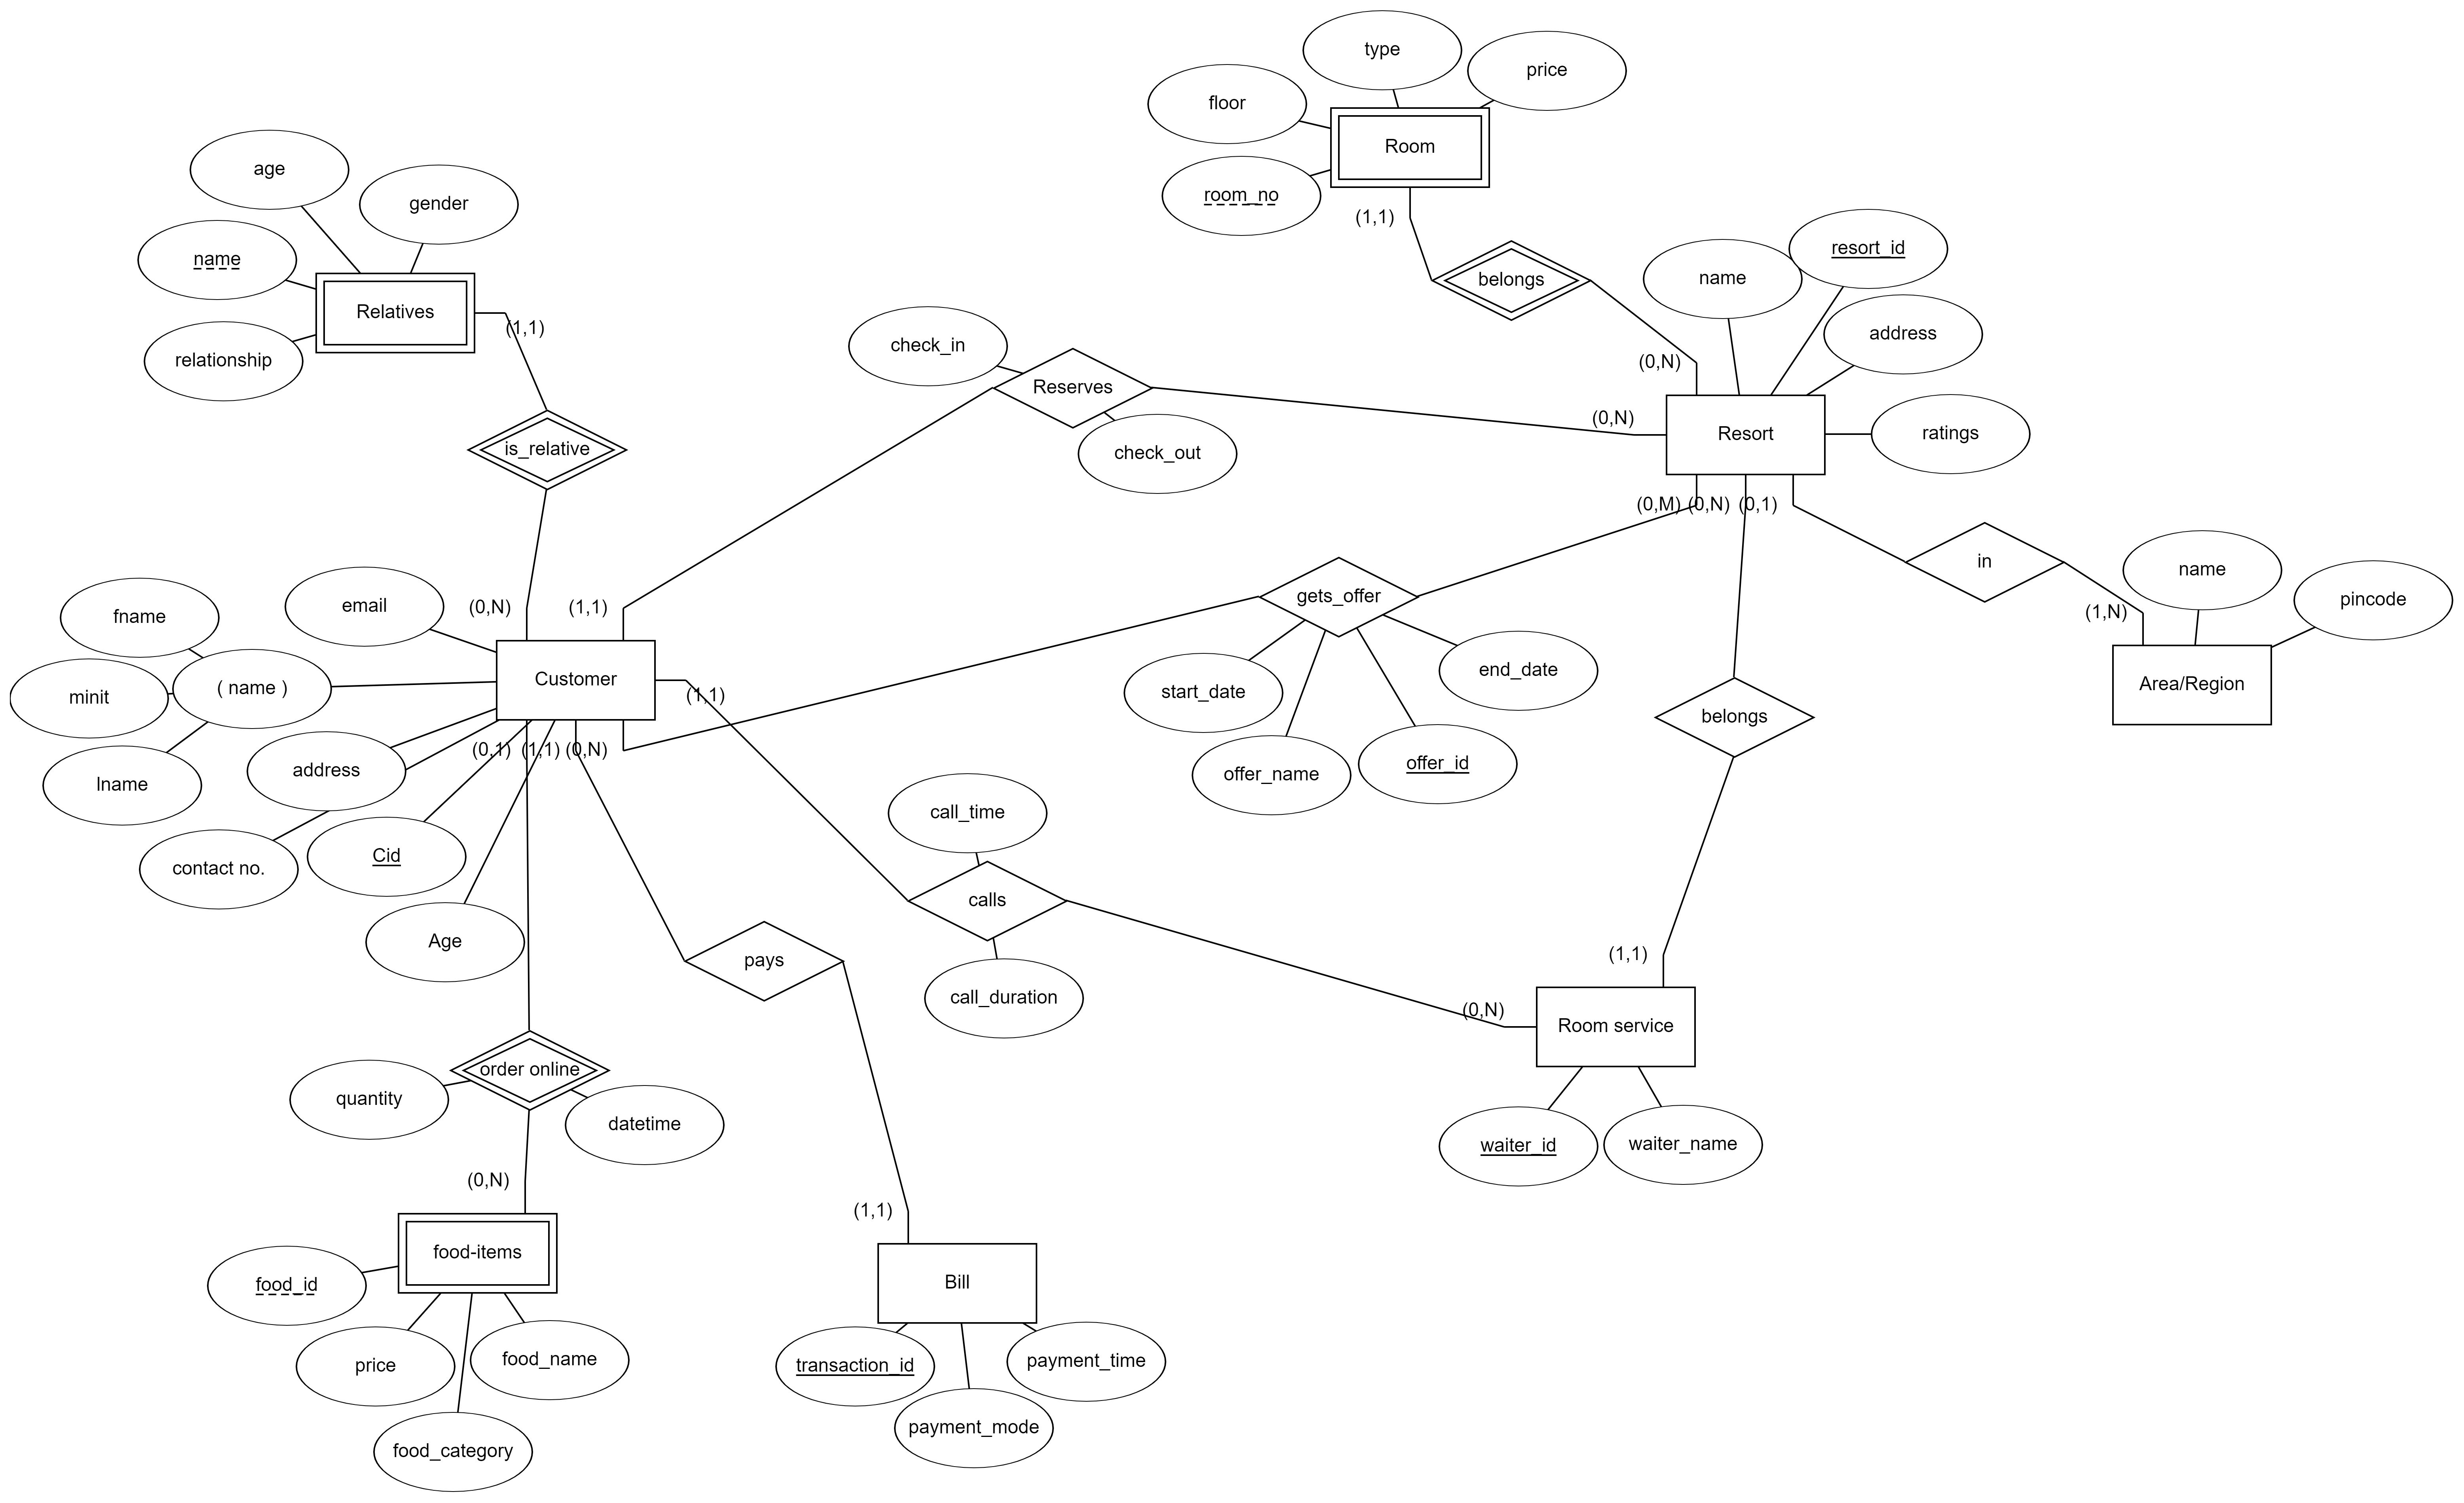 type
price
floor
Room
room_no
(1,1)
age
gender
name
Relatives
relationship
(1,1)
belongs
name
resort_id
address
(0,N)
check_in
Reserves
check_out
(0,N)
Resort
ratings
is_relative
(0,M)
(0,N)
(0,1)
in
name
pincode
(1,N)
Area/Region
email
fname
(0,N)
(1,1)
gets_offer
start_date
end_date
offer_name
offer_id
minit
( name )
Customer
(1,1)
lname
address
(0,1)
(1,1)
(0,N)
belongs
contact no.
Cid
Age
call_time
calls
call_duration
pays
(1,1)
(0,N)
Room service
waiter_id
waiter_name
order online
quantity
datetime
(0,N)
(1,1)
food-items
food_id
price
food_name
food_category
Bill
transaction_id
payment_time
payment_mode